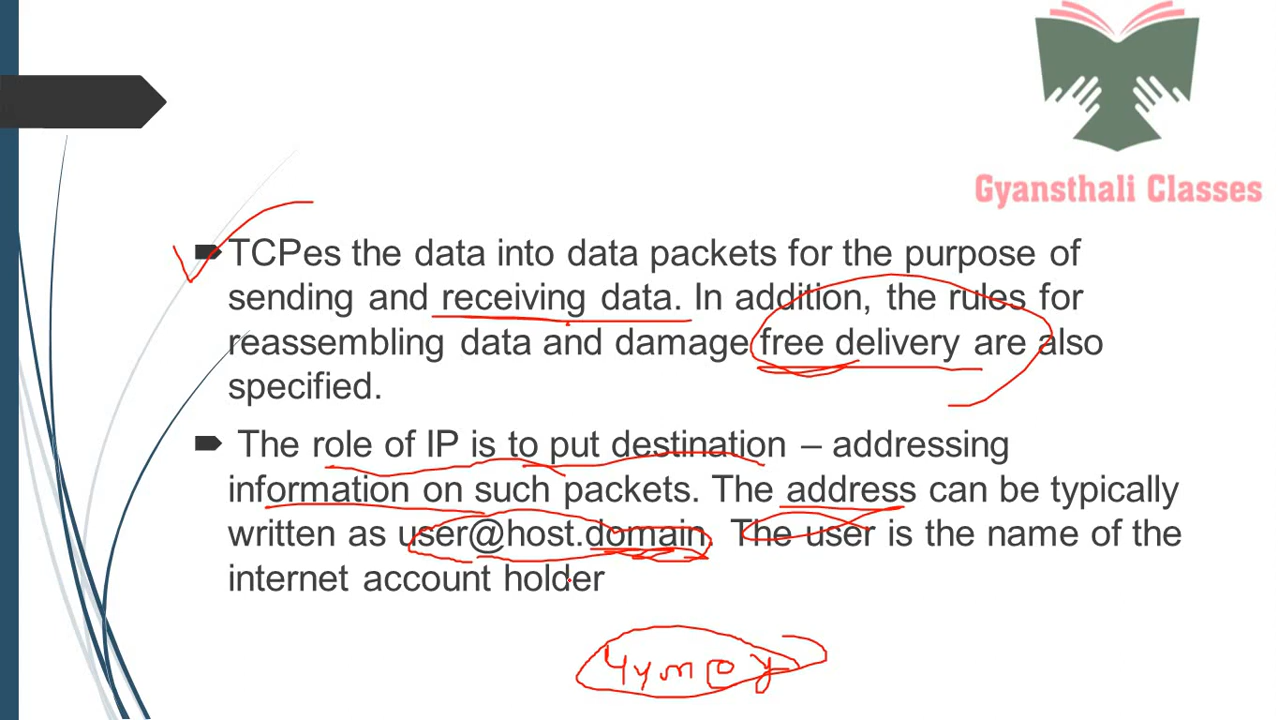 Gyansthali Classes
TCPes the data into data packets for the purpose of
sending and receiving data. In addition, the rules for
reassembling data and damage free delivery are also
specified.
The role of IP is to put destination – addressing
information on such packets. The address can be typically
written as user@host.domain. The user is the name of the
internet account holder